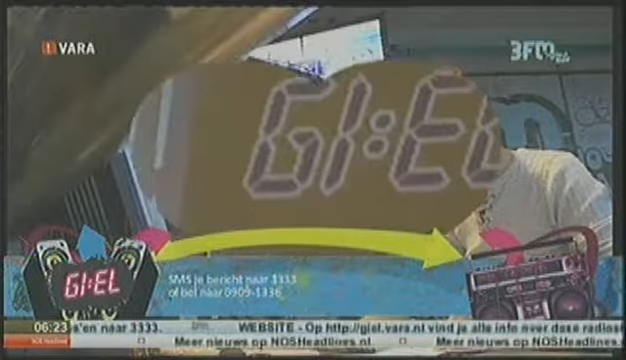 VARA
3FM
GI:EL
GI:EL
SMS je bericht naar 3333
of bel naar 0909-1336
06:23 s'en naar 3333. WEBSITE - Op http://giel.vara.nl vind je alle info over deze radios
Meer nieuws op NOSHeadlines.nl Meer nieuws op NOSHeadlines.n